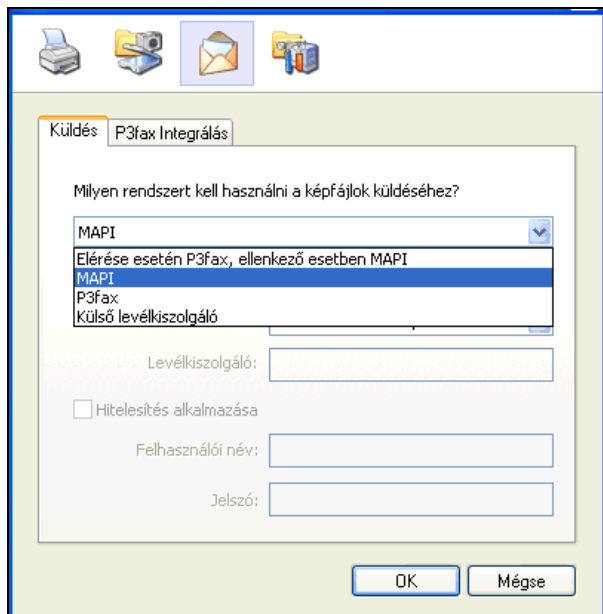 Küldés
P3fax Integrálás
Milyen rendszert kell használni a képfájlok küldéséhez?
MAPI
Elérése esetén P3fax, ellenkező esetben MAPI
MAPI
P3fax
Külső levélkiszolgáló
Levélkiszolgáló:
Hitelesítés alkalmazása
Felhasználói név:
Jelszó:
OK
Mégse